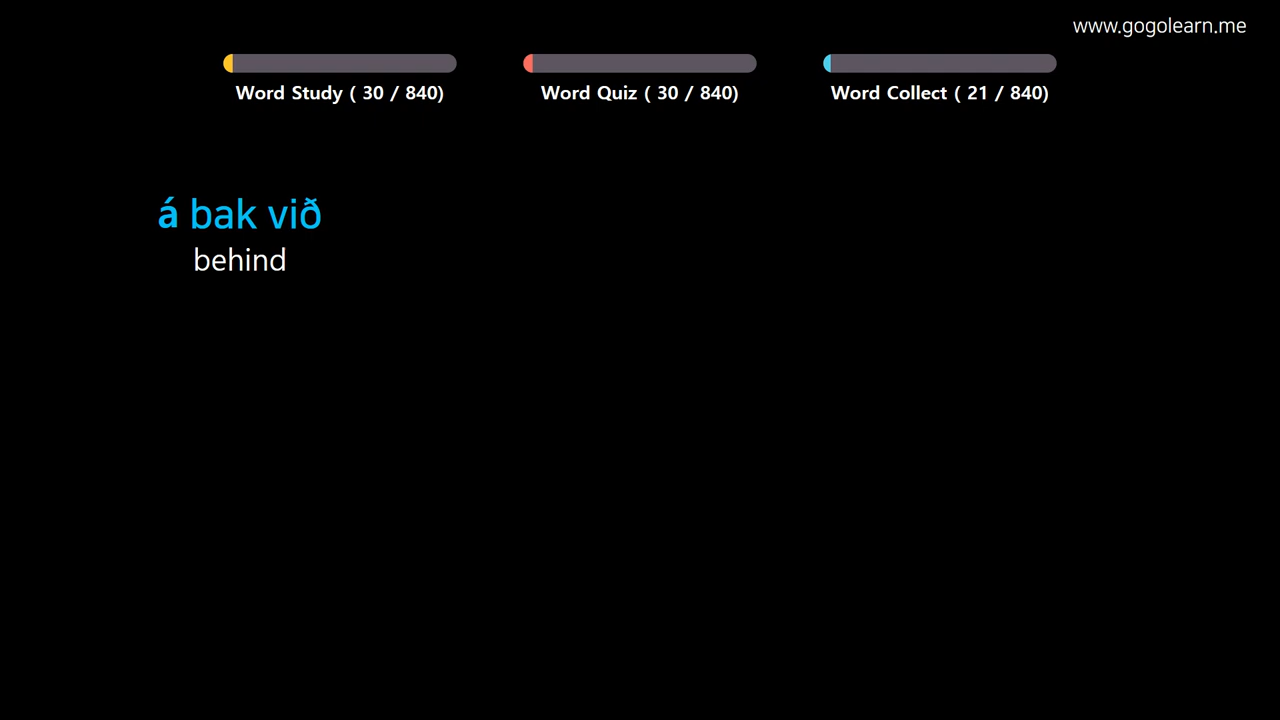 www.gogolearn.me
Word Study ( 30 / 840)
Word Quiz ( 30 / 840)
Word Collect ( 21 / 840)
á bak við
behind